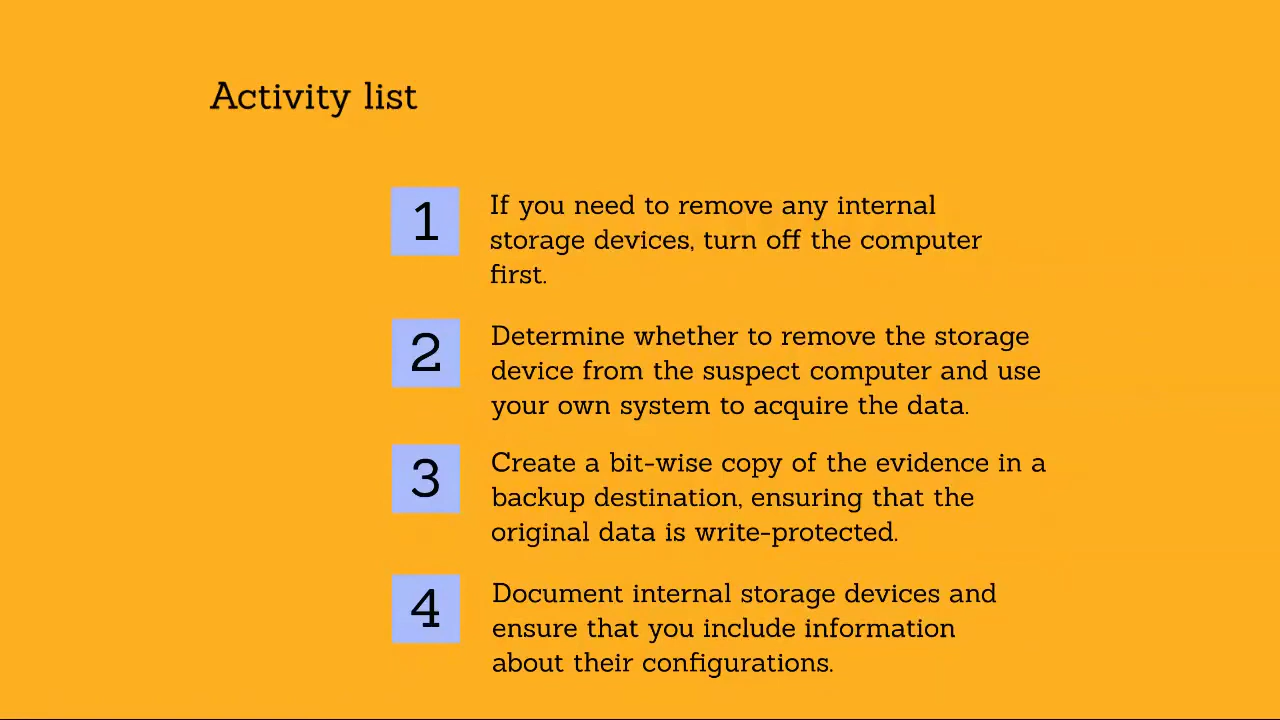 Activity list
1
If you need to remove any internal
storage devices, turn off the computer
first.
2
Determine whether to remove the storage
device from the suspect computer and use
your own system to acquire the data.
3
Create a bit-wise copy of the evidence in a
backup destination, ensuring that the
original data is write-protected.
4
Document internal storage devices and
ensure that you include information
about their configurations.